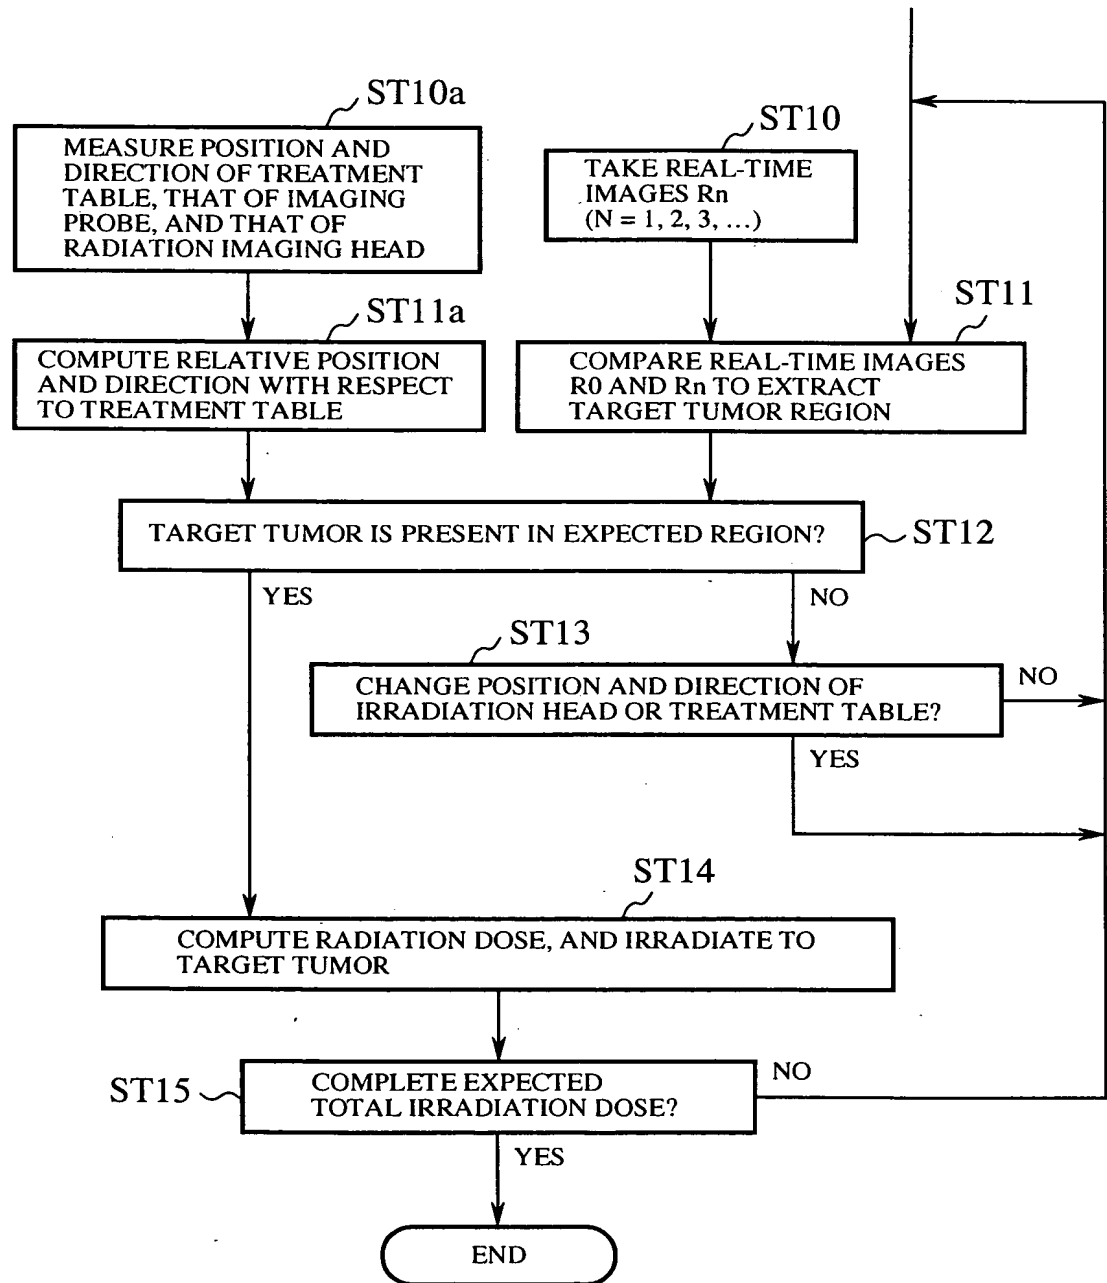 ST10a
MEASURE POSITION AND
DIRECTION OF TREATMENT
TABLE, THAT OF IMAGING
PROBE, AND THAT OF
RADIATION IMAGING HEAD
ST10
TAKE REAL-TIME
IMAGES Rn
(N = 1, 2, 3, ...)
ST11a
COMPUTE RELATIVE POSITION
AND DIRECTION WITH RESPECT
TO TREATMENT TABLE
ST11
COMPARE REAL-TIME IMAGES
R0 AND Rn TO EXTRACT
TARGET TUMOR REGION
TARGET TUMOR IS PRESENT IN EXPECTED REGION?
ST12
YES
NO
ST13
CHANGE POSITION AND DIRECTION OF
IRRADIATION HEAD OR TREATMENT TABLE?
NO
YES
ST14
COMPUTE RADIATION DOSE, AND IRRADIATE TO
TARGET TUMOR
ST15
COMPLETE EXPECTED
TOTAL IRRADIATION DOSE?
NO
YES
END